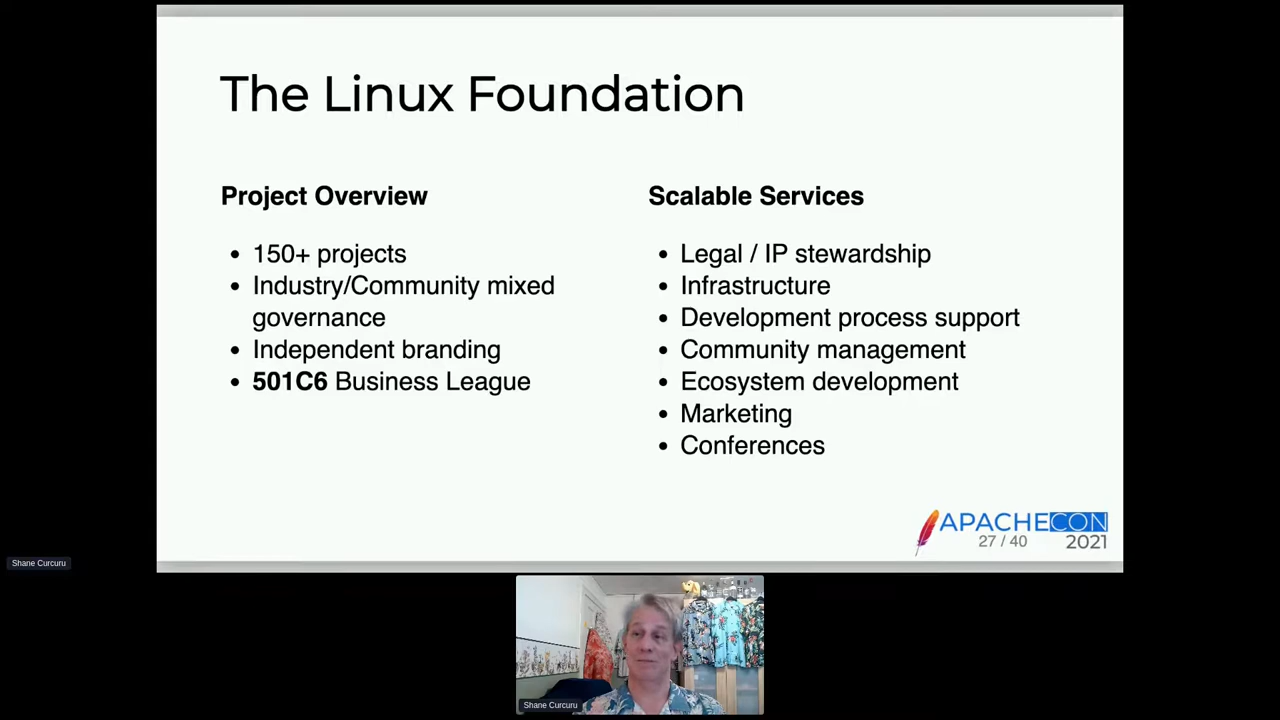 The Linux Foundation
Project Overview
150+ projects
Industry/Community mixed
governance
Independent branding
501C6 Business League
Scalable Services
Legal / IP stewardship
Infrastructure
Development process support
Community management
Ecosystem development
Marketing
Conferences
APACHECON
27 / 40
2021
Shane Curcuru
Shane Curcuru